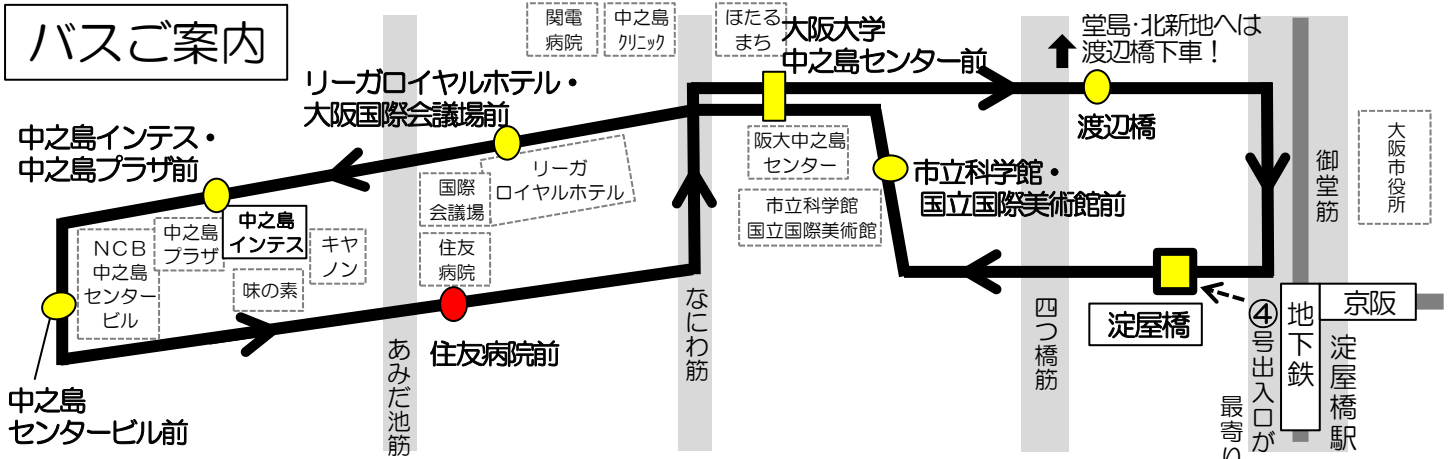 バスご案内
関電
病院
中之島
クリニック
ほたる
まち
大阪大学
中之島センター前
堂島・北新地へは
渡辺橋下車！
リーガロイヤルホテル・
大阪国際会議場前
中之島インテス・
中之島プラザ前
渡辺橋
阪大中之島
センター
市立科学館・
国立国際美術館前
市立科学館
国立国際美術館
リーガ
ロイヤルホテル
国際
会議場
住友
病院
中之島
インテス
中之島
プラザ
キヤ
ノン
味の素
ＮＣＢ
中之島
センター
ビル
住友病院前
中之島
センタービル前
あみだ池筋
なにわ筋
四つ橋筋
御堂筋
大阪市役所
淀屋橋
京阪
地下鉄
淀屋橋駅
④号出入口が
最寄り